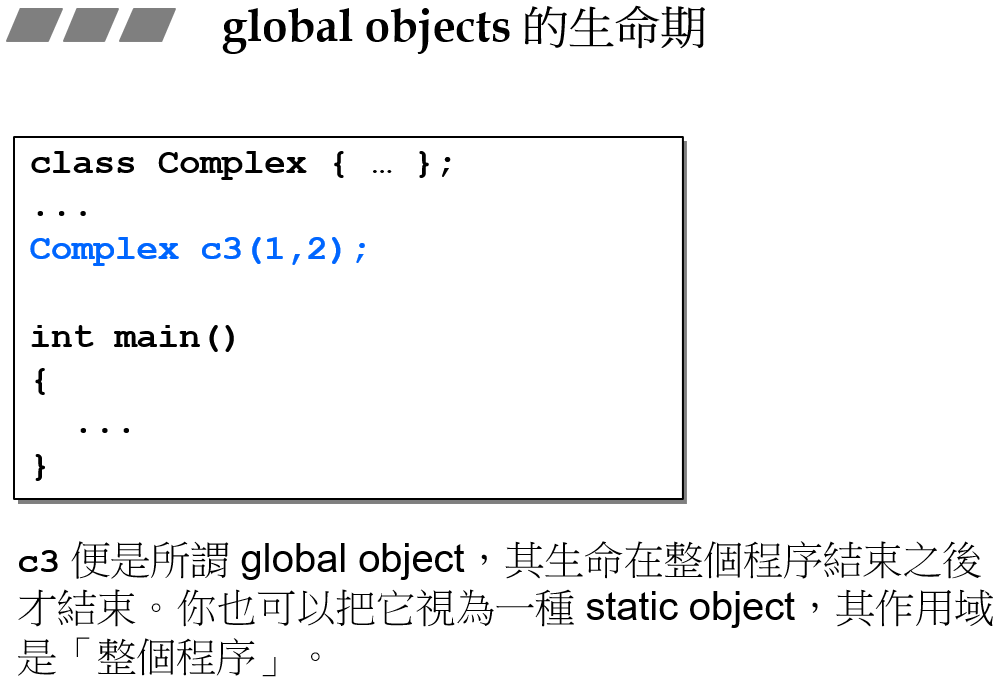 global objects 的生命期
class Complex { … };
...
Complex c3(1,2);
int main()
{
...
}
c3 便是所謂 global object，其生命在整個程序結束之後
才結束。你也可以把它視為一種 static object，其作用域
是「整個程序」。